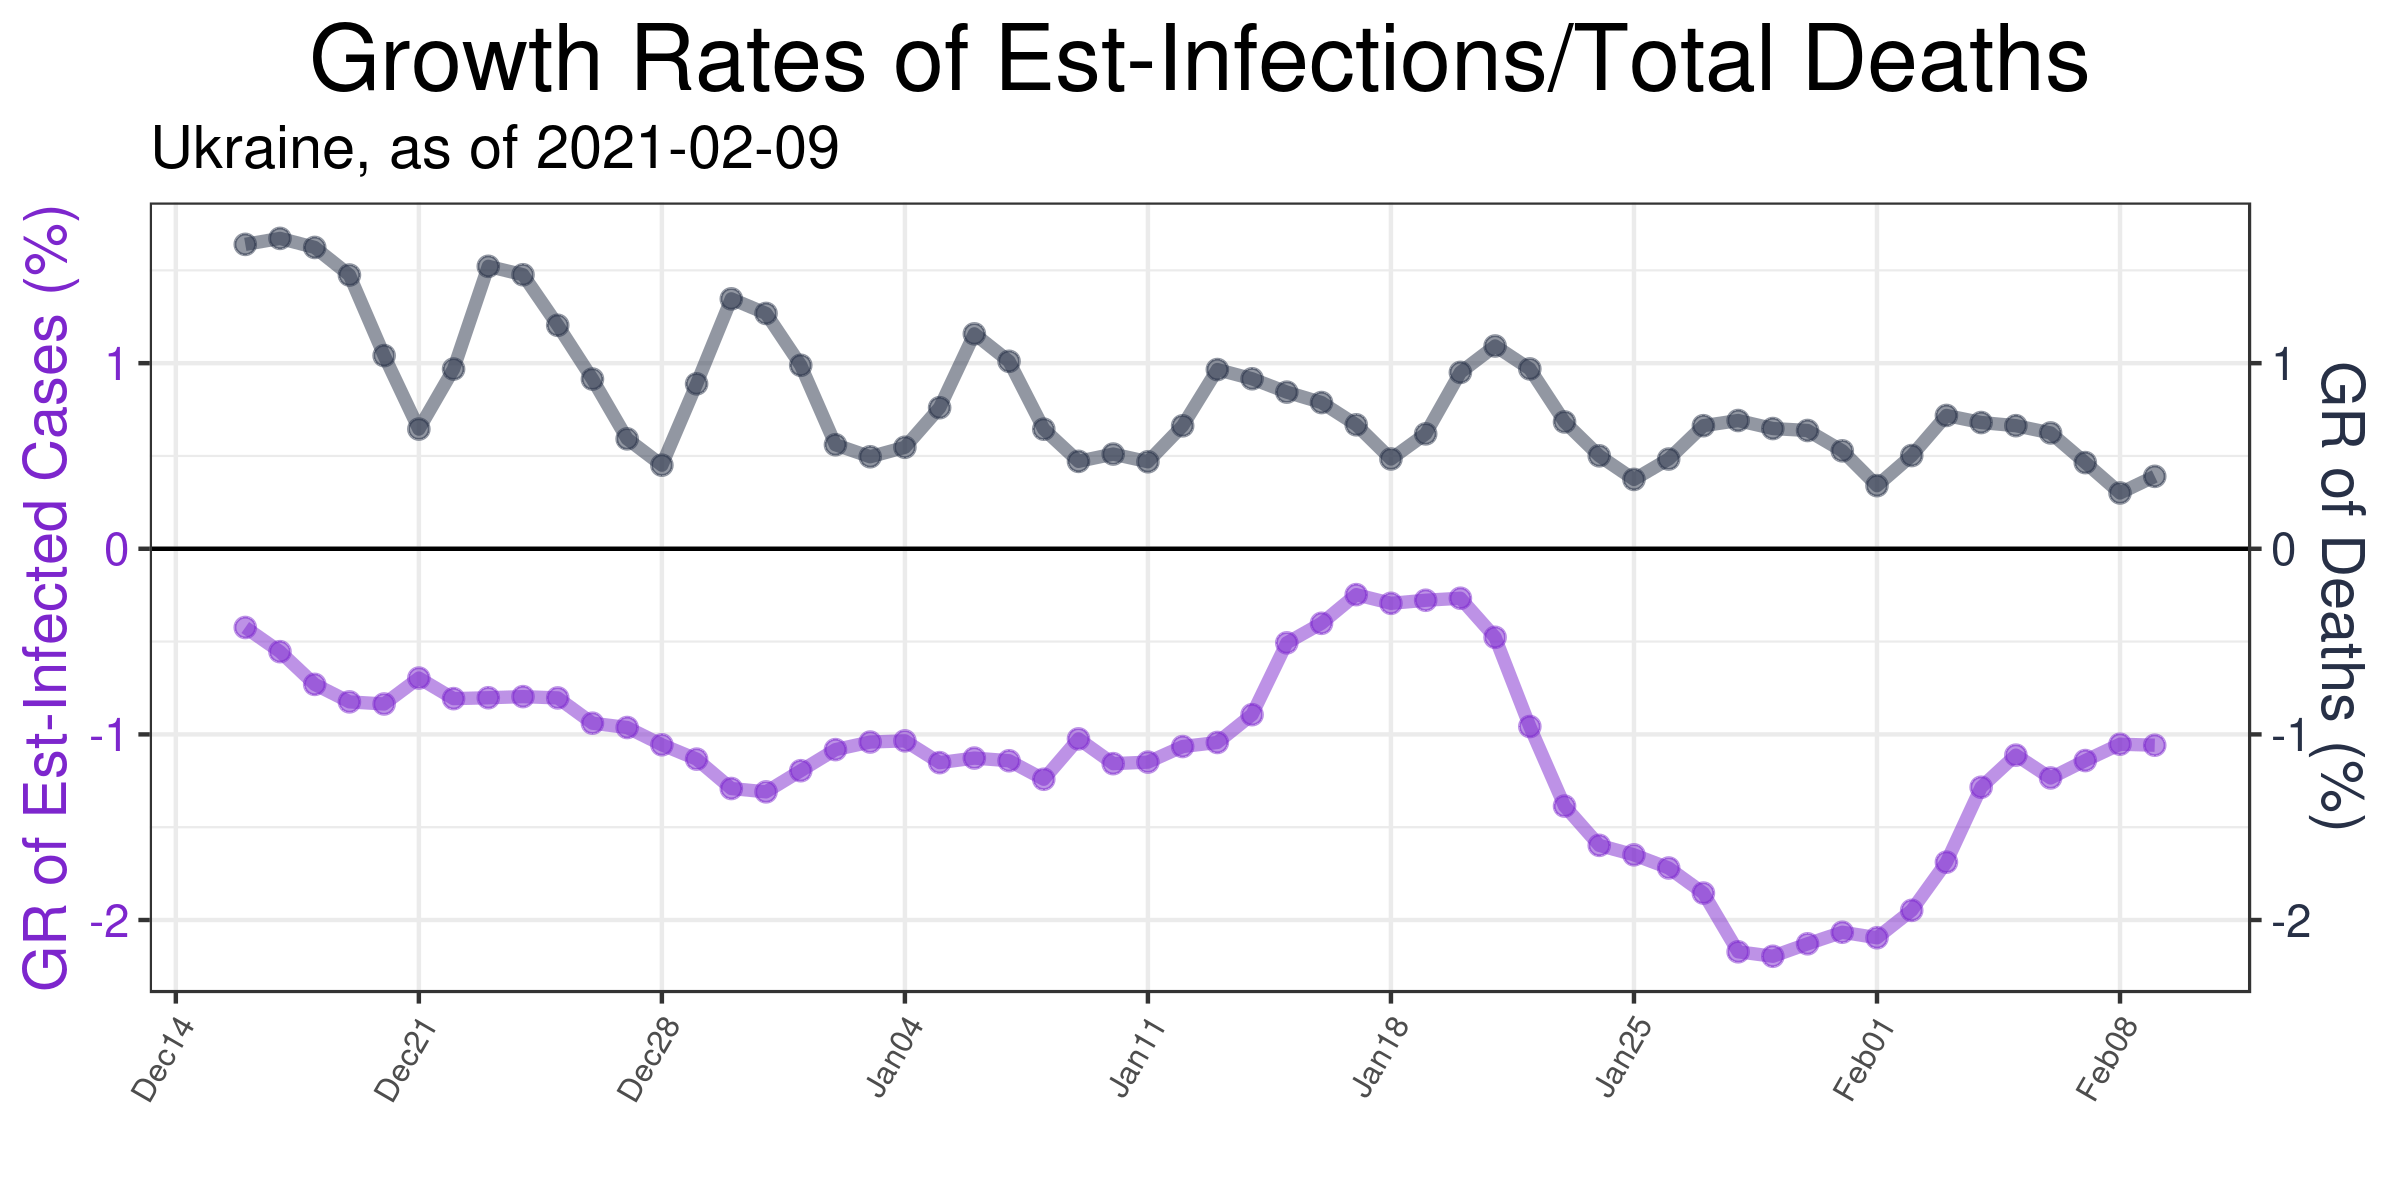 Growth Rates of Est-Infections/Total Deaths
Ukraine, as of 2021-02-09
GR of Est-Infected Cases (%)
1
0
-1
-2
1
0
-1
-2
GR of Deaths (%)
Dec14
Dec21
Dec28
Jan04
Jan11
Jan18
Jan25
Feb01
Feb08